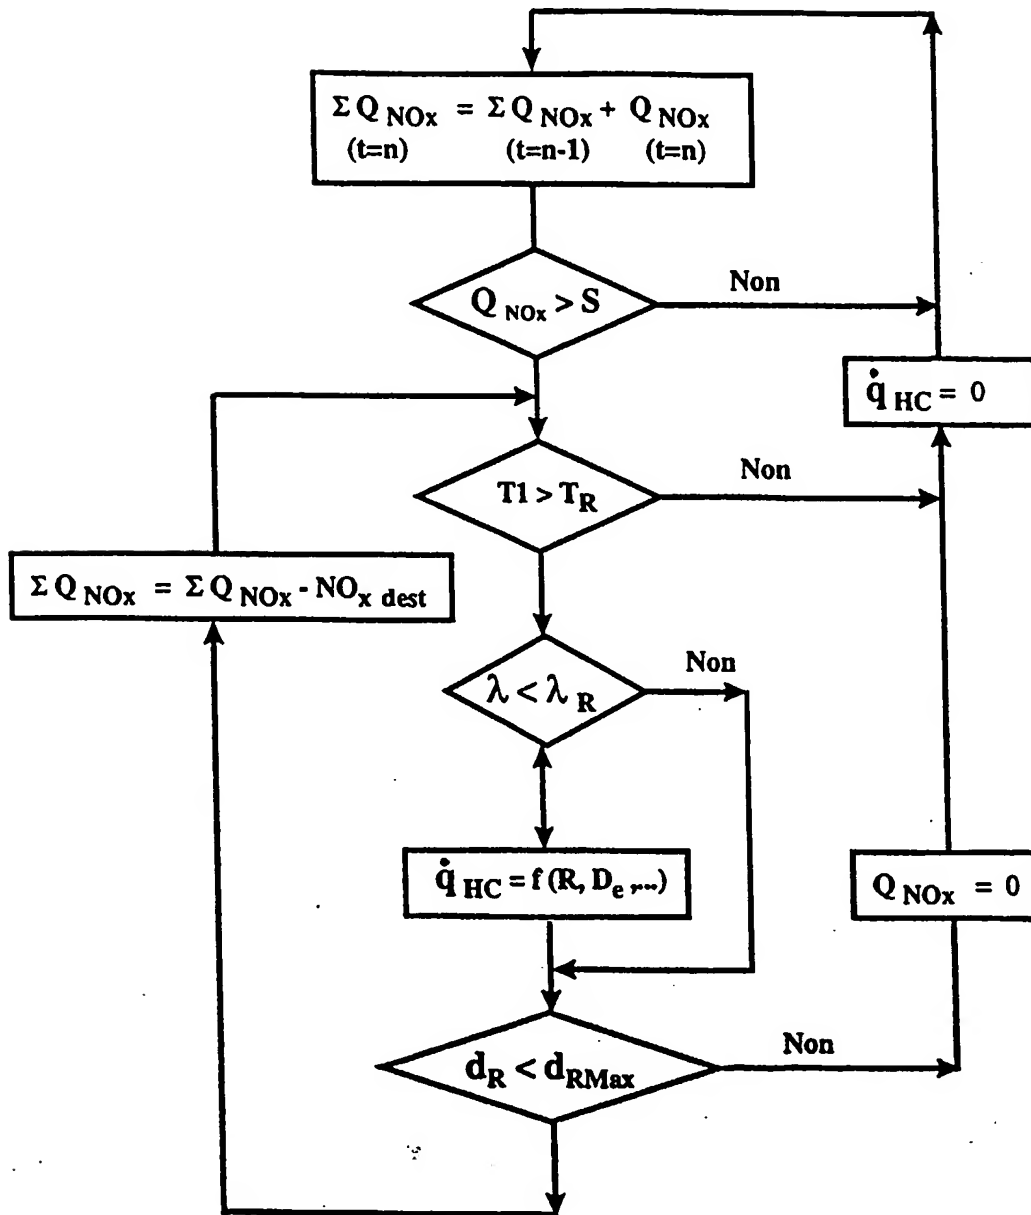 Σ Q NOx = Σ Q NOx + Q NOx
(t=n) (t=n-1) (t=n)
Q NOx > S
Non
q̇ HC = 0
T1 > TR
Non
Σ Q NOx = Σ Q NOx - NOx dest
λ < λ R
Non
q̇ HC = f (R, De ,...)
Q NOx = 0
dR < dRMax
Non